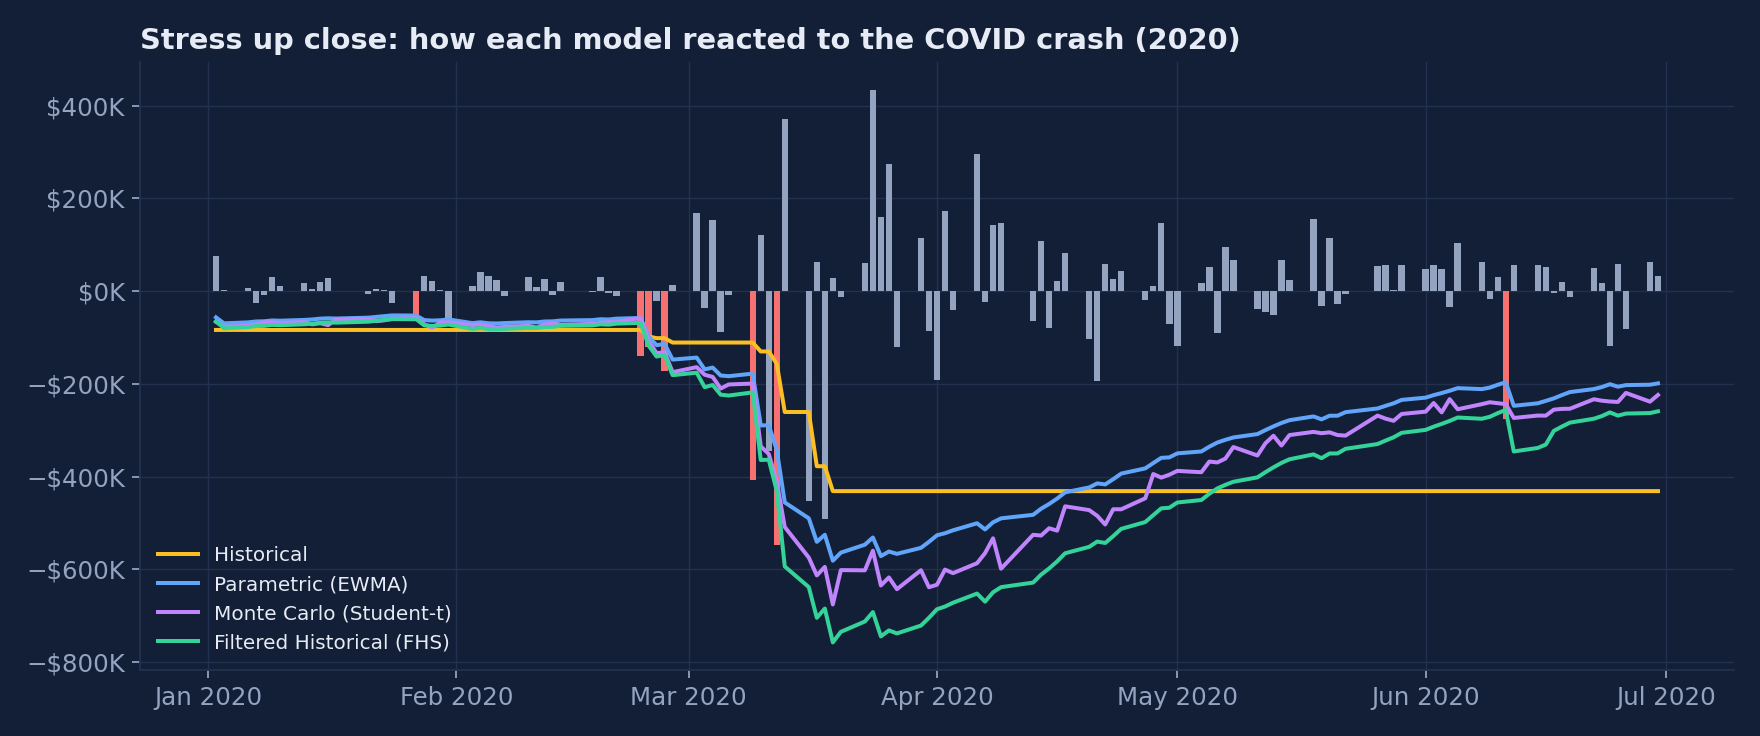 Stress up close: how each model reacted to the COVID crash (2020)
$400K
$200K
$0K
−$200K
−$400K
−$600K
−$800K
Historical
Parametric (EWMA)
Monte Carlo (Student-t)
Filtered Historical (FHS)
Jan 2020
Feb 2020
Mar 2020
Apr 2020
May 2020
Jun 2020
Jul 2020